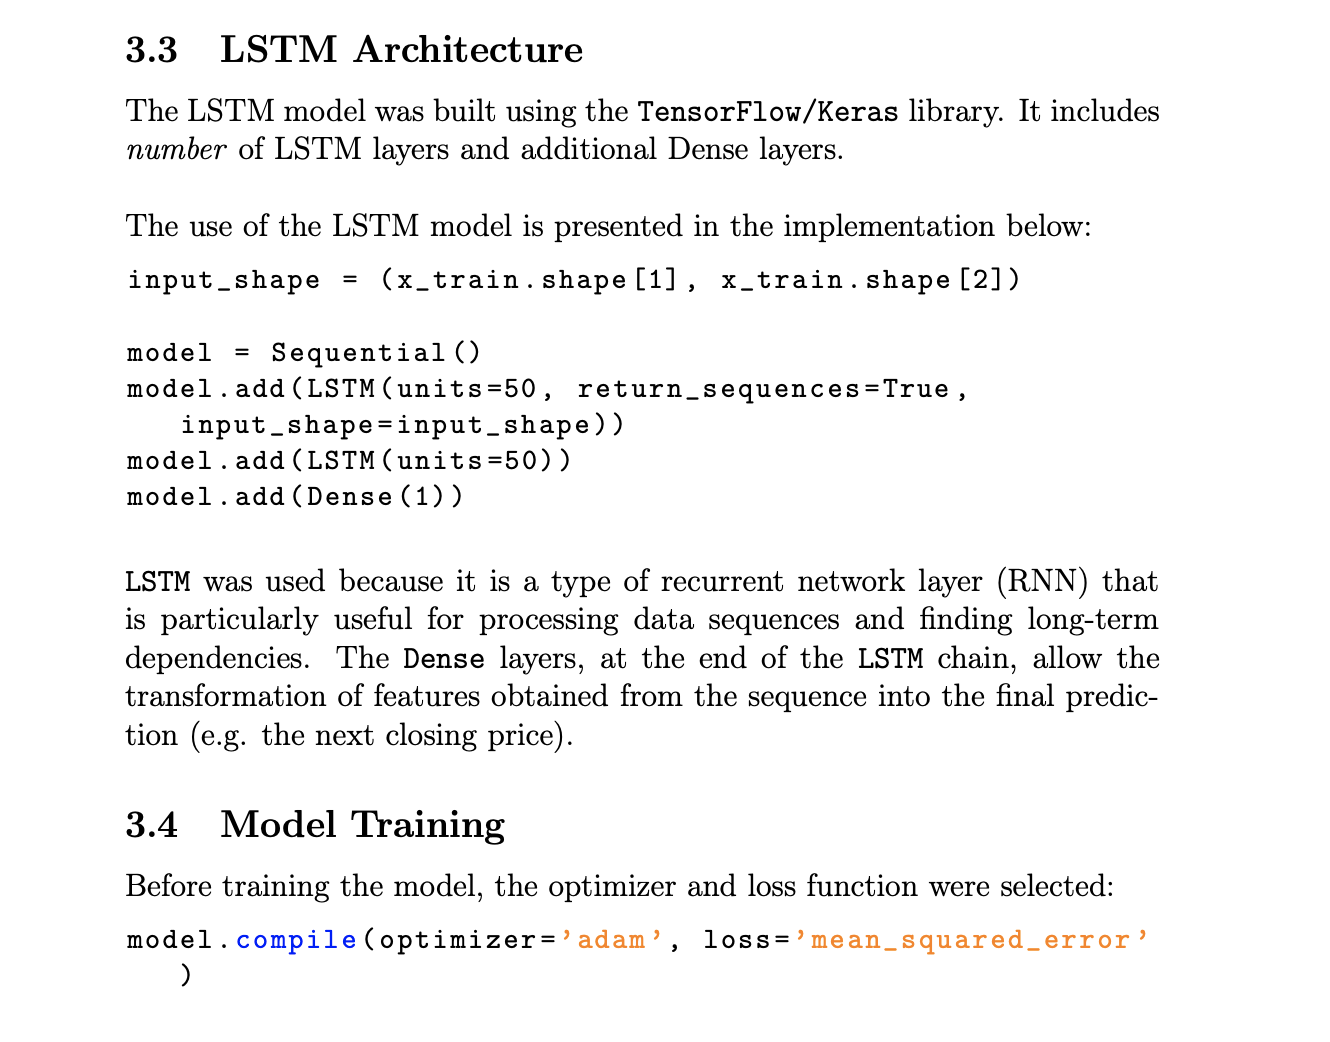 3.3 LSTM Architecture
The LSTM model was built using the TensorFlow/Keras library. It includes
number of LSTM layers and additional Dense layers.
The use of the LSTM model is presented in the implementation below:
input_shape = (x_train.shape[1], x_train.shape[2])
model = Sequential()
model.add(LSTM(units=50, return_sequences=True,
input_shape=input_shape))
model.add(LSTM(units=50))
model.add(Dense(1))
LSTM was used because it is a type of recurrent network layer (RNN) that
is particularly useful for processing data sequences and finding long-term
dependencies. The Dense layers, at the end of the LSTM chain, allow the
transformation of features obtained from the sequence into the final predic-
tion (e.g. the next closing price).
3.4 Model Training
Before training the model, the optimizer and loss function were selected:
model.compile(optimizer='adam', loss='mean_squared_error'
)